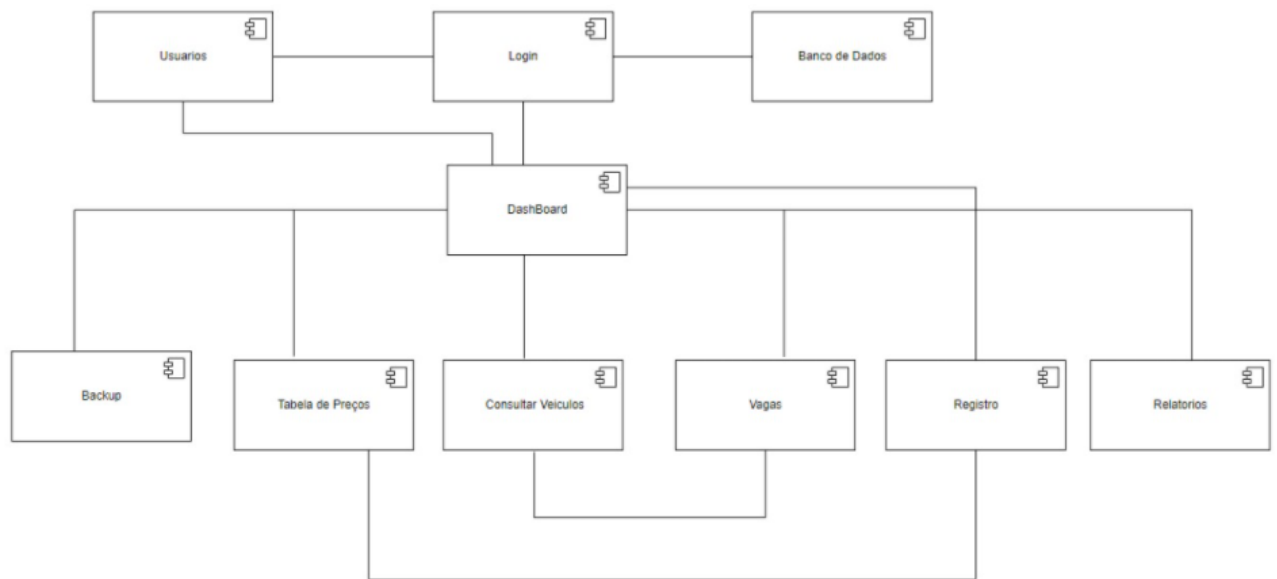 Usuarios
Login
Banco de Dados
DashBoard
Backup
Tabela de Preços
Consultar Veiculos
Vagas
Registro
Relatorios